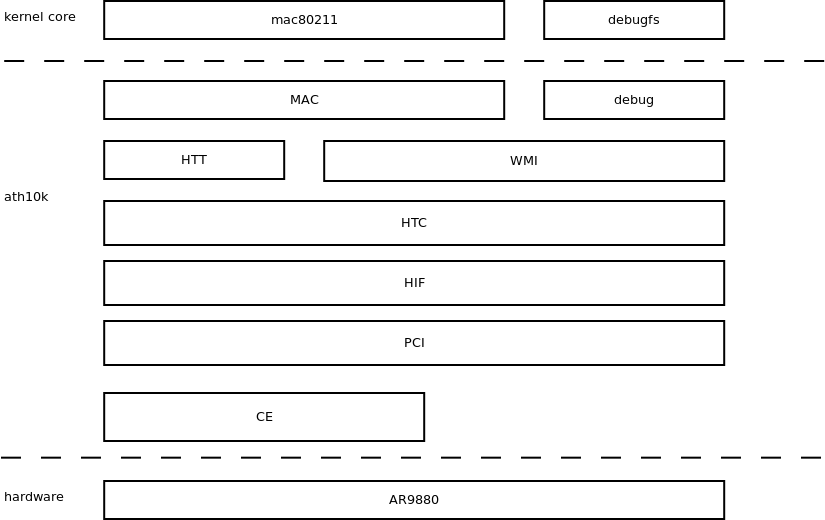 kernel core
mac80211
debugfs
MAC
debug
HTT
WMI
ath10k
HTC
HIF
PCI
CE
hardware
AR9880